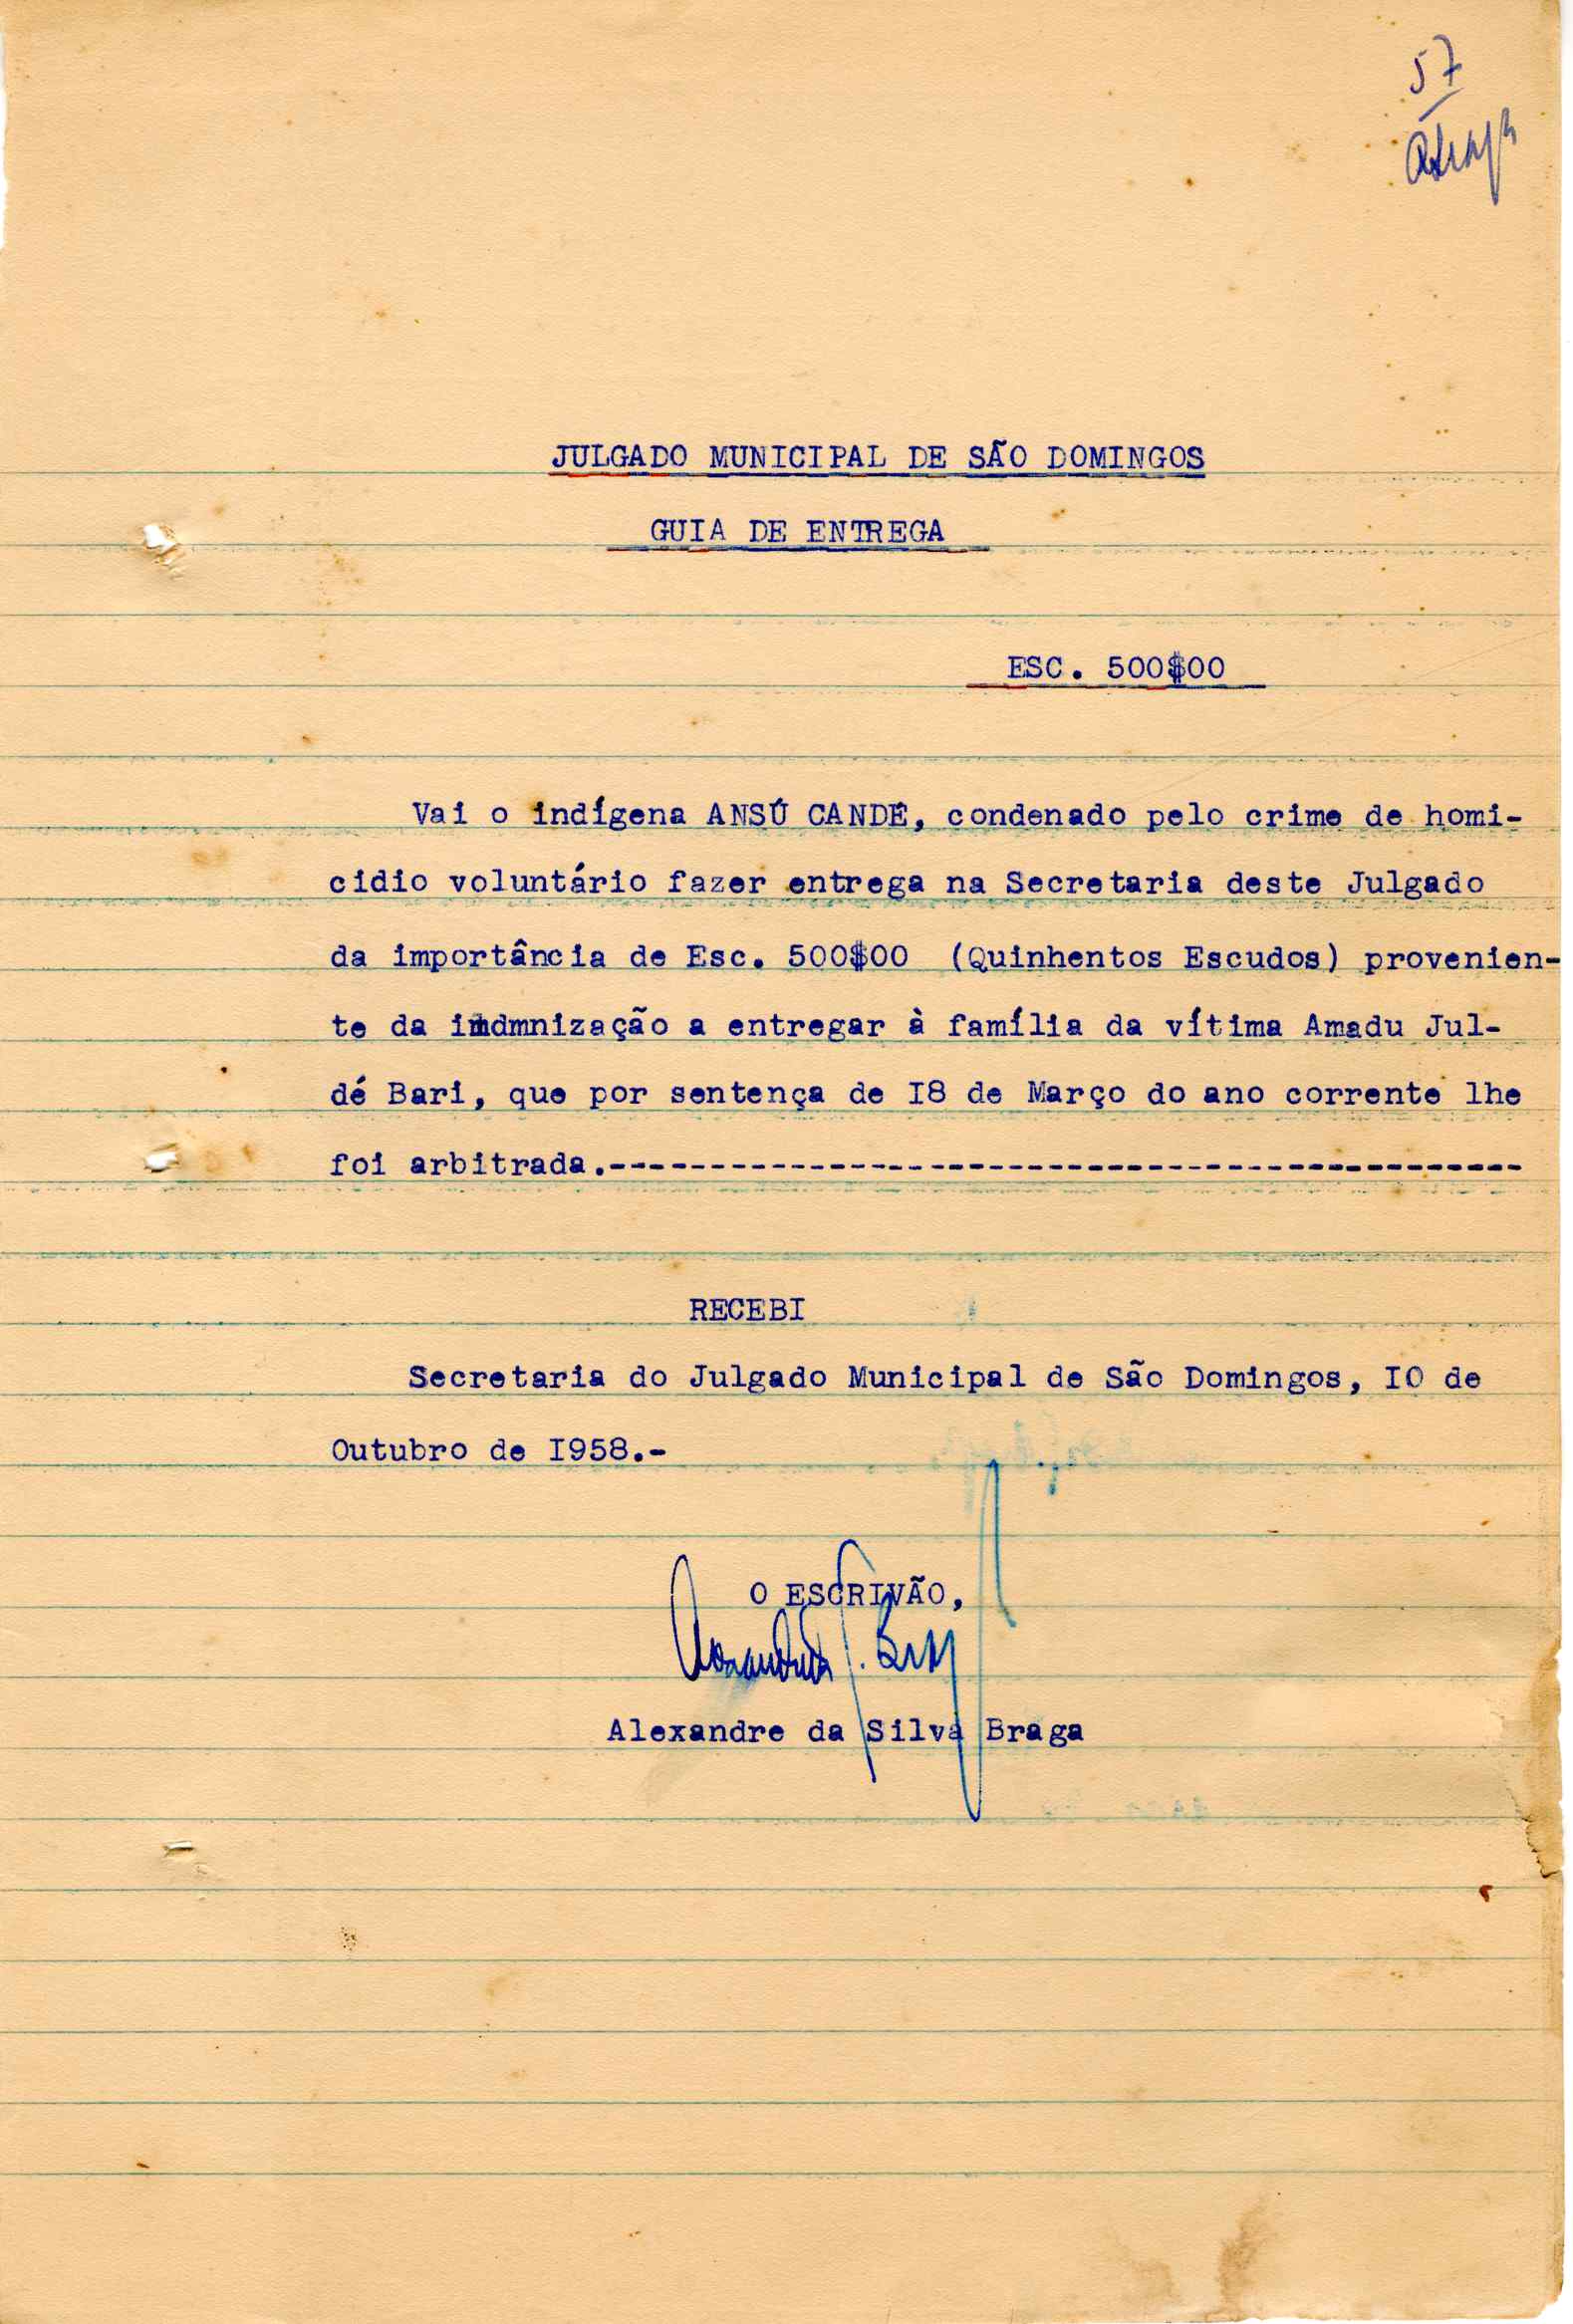 57
JULGADO MUNICIPAL DE SÃO DOMINGOS
GUIA DE ENTREGA
ESC. 500$00
Vai o indígena ANSÚ CANDÉ, condenado pelo crime de homi-
cidio voluntário fazer entrega na Secretaria deste Julgado
da importância de Esc. 500$00 (Quinhentos Escudos) provenien-
te da indmnização a entregar à família da vítima Amadu Jul-
dé Bari, que por sentença de I8 de Março do ano corrente lhe
foi arbitrada.----------------------------------------------
RECEBI
Secretaria do Julgado Municipal de São Domingos, IO de
Outubro de I958.-
O ESCRIVÃO,
Alexandre da Silva Braga